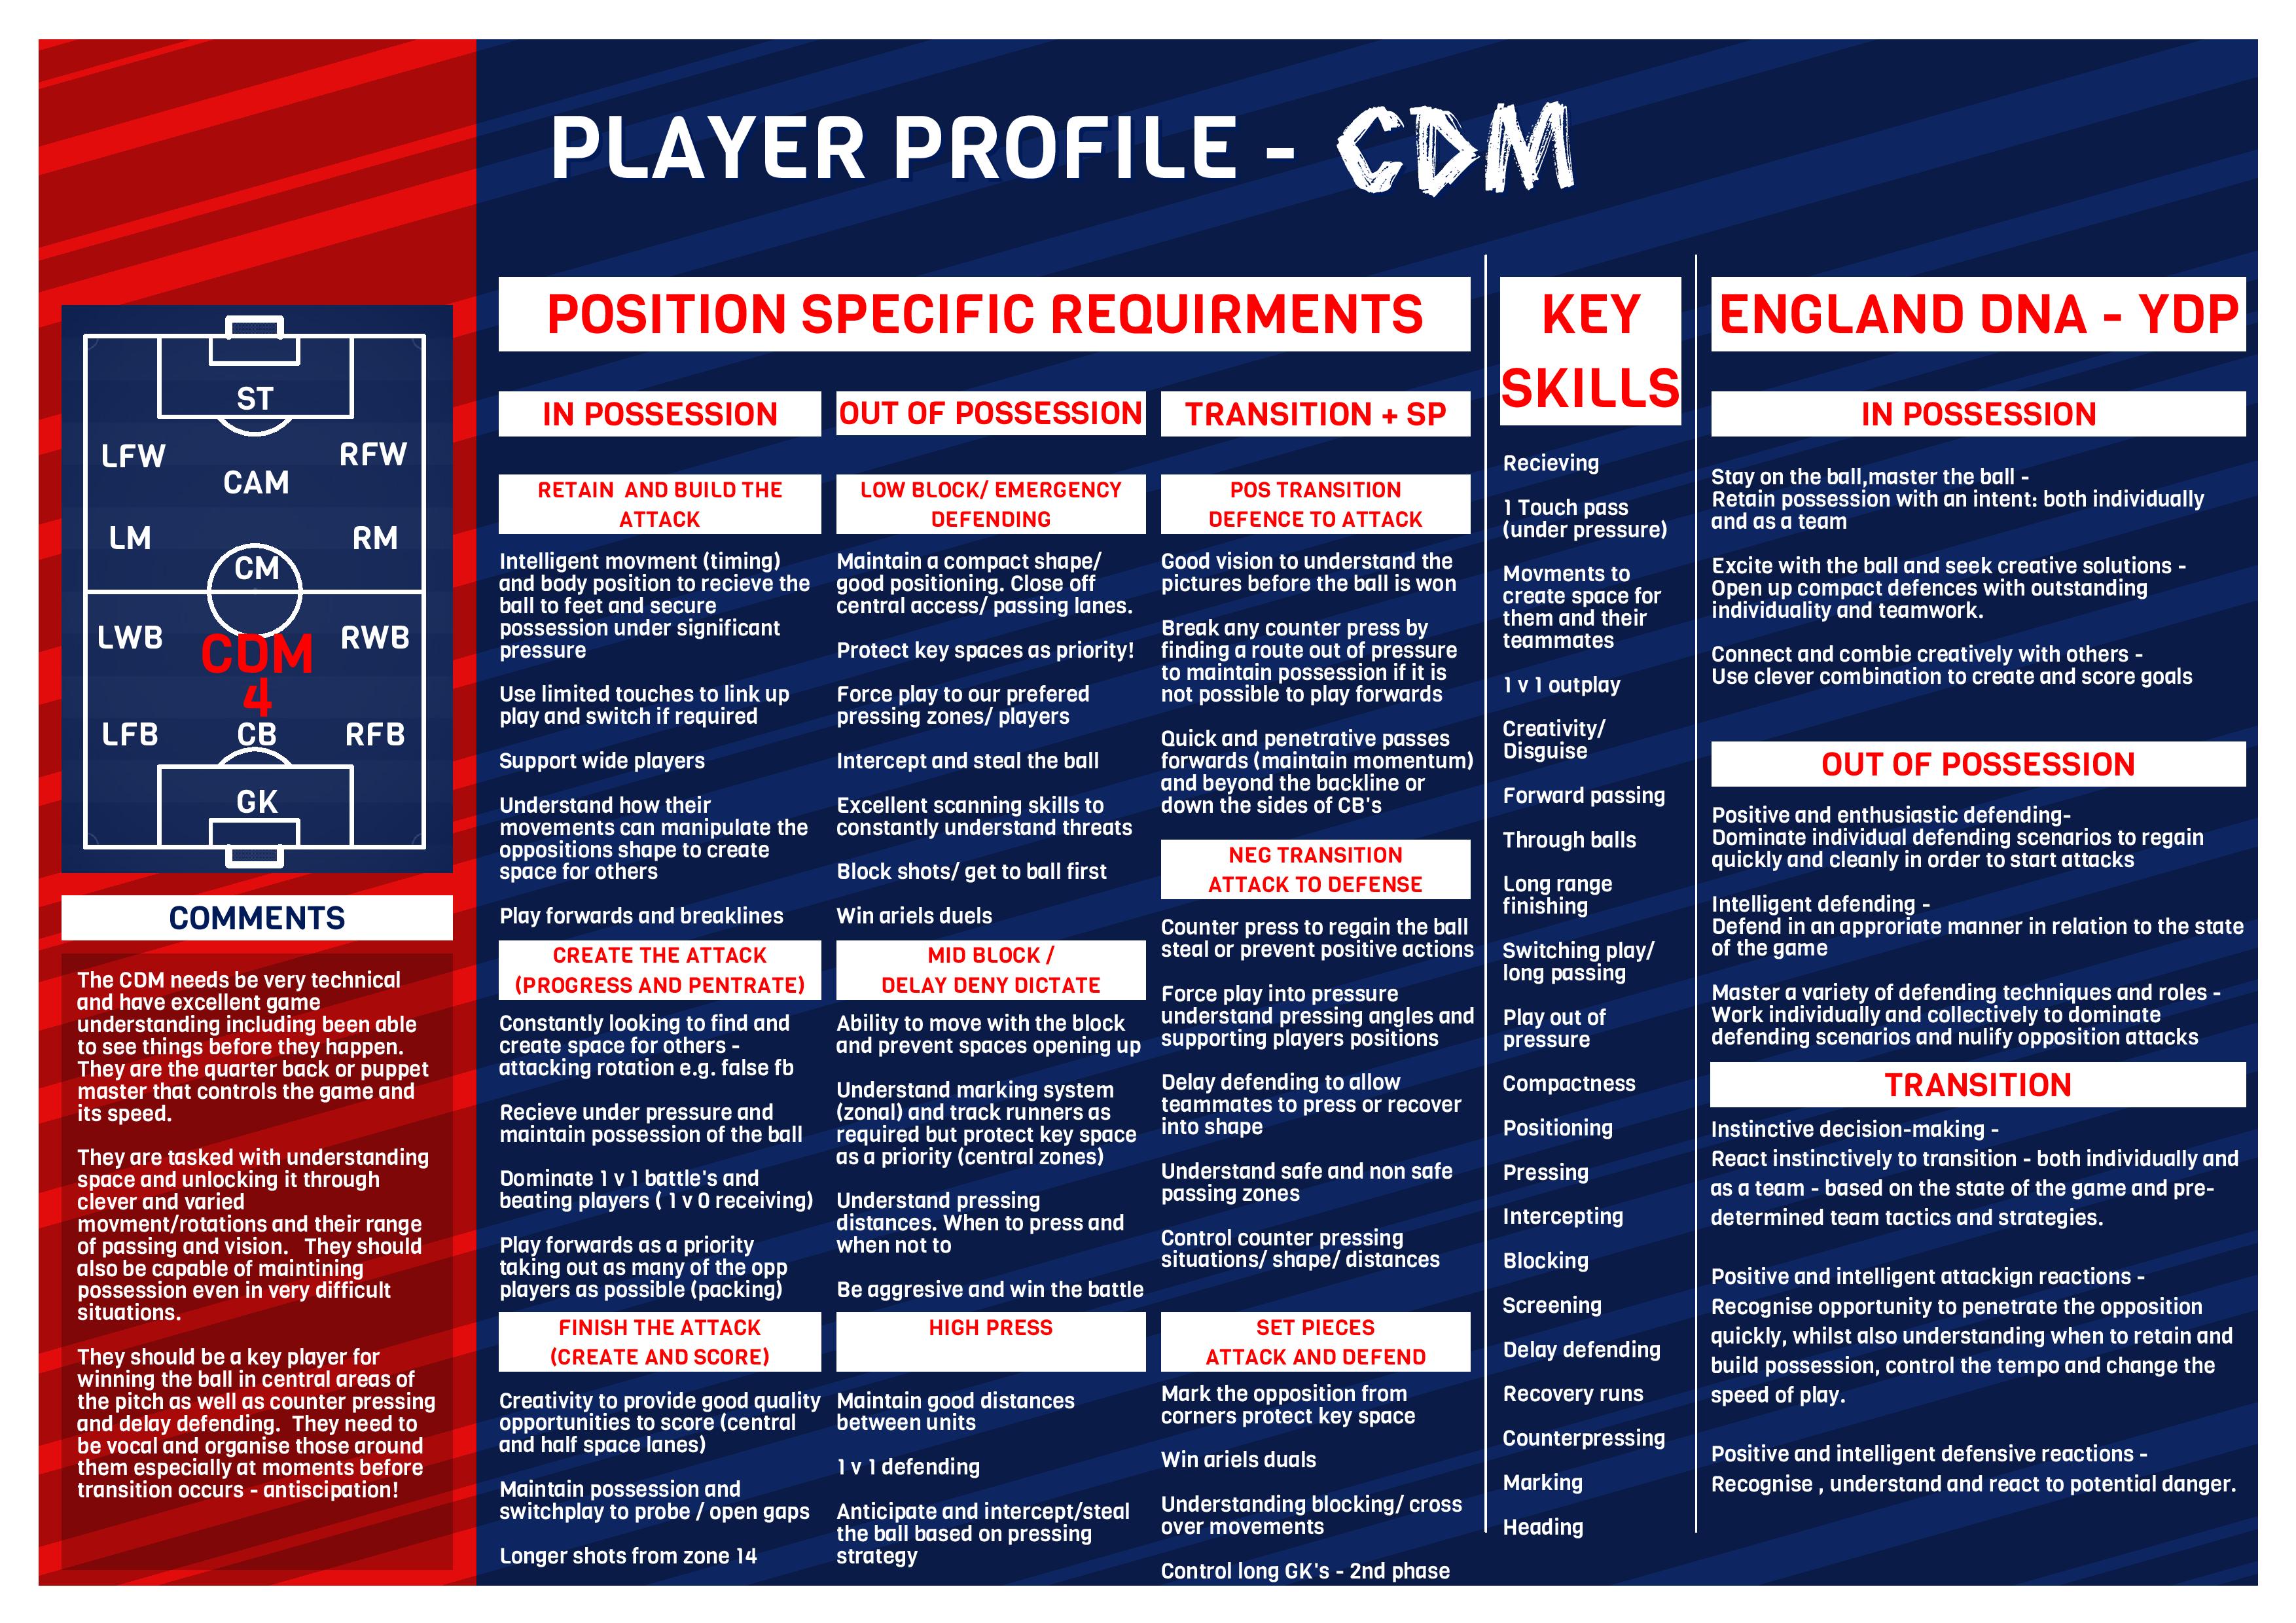 PLAYER PROFILE - CDM
ST
LFW
RFW
CAM
LM
RM
CM
LWB
RWB
CDM
4
LFB
CB
RFB
GK
COMMENTS
The CDM needs be very technical
and have excellent game
understanding including been able
to see things before they happen.
They are the quarter back or puppet
master that controls the game and
its speed.
They are tasked with understanding
space and unlocking it through
clever and varied
movment/rotations and their range
of passing and vision. They should
also be capable of maintining
possession even in very difficult
situations.
They should be a key player for
winning the ball in central areas of
the pitch as well as counter pressing
and delay defending. They need to
be vocal and organise those around
them especially at moments before
transition occurs - antiscipation!
POSITION SPECIFIC REQUIRMENTS
IN POSSESSION
RETAIN AND BUILD THE
ATTACK
Intelligent movment (timing)
and body position to recieve the
ball to feet and secure
possession under significant
pressure
Use limited touches to link up
play and switch if required
Support wide players
Understand how their
movements can manipulate the
oppositions shape to create
space for others
Play forwards and breaklines
CREATE THE ATTACK
(PROGRESS AND PENTRATE)
Constantly looking to find and
create space for others -
attacking rotation e.g. false fb
Recieve under pressure and
maintain possession of the ball
Dominate 1 v 1 battle's and
beating players ( 1 v 0 receiving)
Play forwards as a priority
taking out as many of the opp
players as possible (packing)
FINISH THE ATTACK
(CREATE AND SCORE)
Creativity to provide good quality
opportunities to score (central
and half space lanes)
Maintain possession and
switchplay to probe / open gaps
Longer shots from zone 14
OUT OF POSSESSION
LOW BLOCK/ EMERGENCY
DEFENDING
Maintain a compact shape/
good positioning. Close off
central access/ passing lanes.
Protect key spaces as priority!
Force play to our prefered
pressing zones/ players
Intercept and steal the ball
Excellent scanning skills to
constantly understand threats
Block shots/ get to ball first
Win ariels duels
MID BLOCK /
DELAY DENY DICTATE
Ability to move with the block
and prevent spaces opening up
Understand marking system
(zonal) and track runners as
required but protect key space
as a priority (central zones)
Understand pressing
distances. When to press and
when not to
Be aggresive and win the battle
HIGH PRESS
Maintain good distances
between units
1 v 1 defending
Anticipate and intercept/steal
the ball based on pressing
strategy
TRANSITION + SP
POS TRANSITION
DEFENCE TO ATTACK
Good vision to understand the
pictures before the ball is won
Break any counter press by
finding a route out of pressure
to maintain possession if it is
not possible to play forwards
Quick and penetrative passes
forwards (maintain momentum)
and beyond the backline or
down the sides of CB's
NEG TRANSITION
ATTACK TO DEFENSE
Counter press to regain the ball
steal or prevent positive actions
Force play into pressure
understand pressing angles and
supporting players positions
Delay defending to allow
teammates to press or recover
into shape
Understand safe and non safe
passing zones
Control counter pressing
situations/ shape/ distances
SET PIECES
ATTACK AND DEFEND
Mark the opposition from
corners protect key space
Win ariels duals
Understanding blocking/ cross
over movements
Control long GK's - 2nd phase
KEY
SKILLS
Recieving
1 Touch pass
(under pressure)
Movments to
create space for
them and their
teammates
1 v 1 outplay
Creativity/
Disguise
Forward passing
Through balls
Long range
finishing
Switching play/
long passing
Play out of
pressure
Compactness
Positioning
Pressing
Intercepting
Blocking
Screening
Delay defending
Recovery runs
Counterpressing
Marking
Heading
ENGLAND DNA - YDP
IN POSSESSION
Stay on the ball,master the ball -
Retain possession with an intent: both individually
and as a team
Excite with the ball and seek creative solutions -
Open up compact defences with outstanding
individuality and teamwork.
Connect and combie creatively with others -
Use clever combination to create and score goals
OUT OF POSSESSION
Positive and enthusiastic defending-
Dominate individual defending scenarios to regain
quickly and cleanly in order to start attacks
Intelligent defending -
Defend in an approriate manner in relation to the state
of the game
Master a variety of defending techniques and roles -
Work individually and collectively to dominate
defending scenarios and nulify opposition attacks
TRANSITION
Instinctive decision-making -
React instinctively to transition - both individually and
as a team - based on the state of the game and pre-
determined team tactics and strategies.
Positive and intelligent attackign reactions -
Recognise opportunity to penetrate the opposition
quickly, whilst also understanding when to retain and
build possession, control the tempo and change the
speed of play.
Positive and intelligent defensive reactions -
Recognise , understand and react to potential danger.